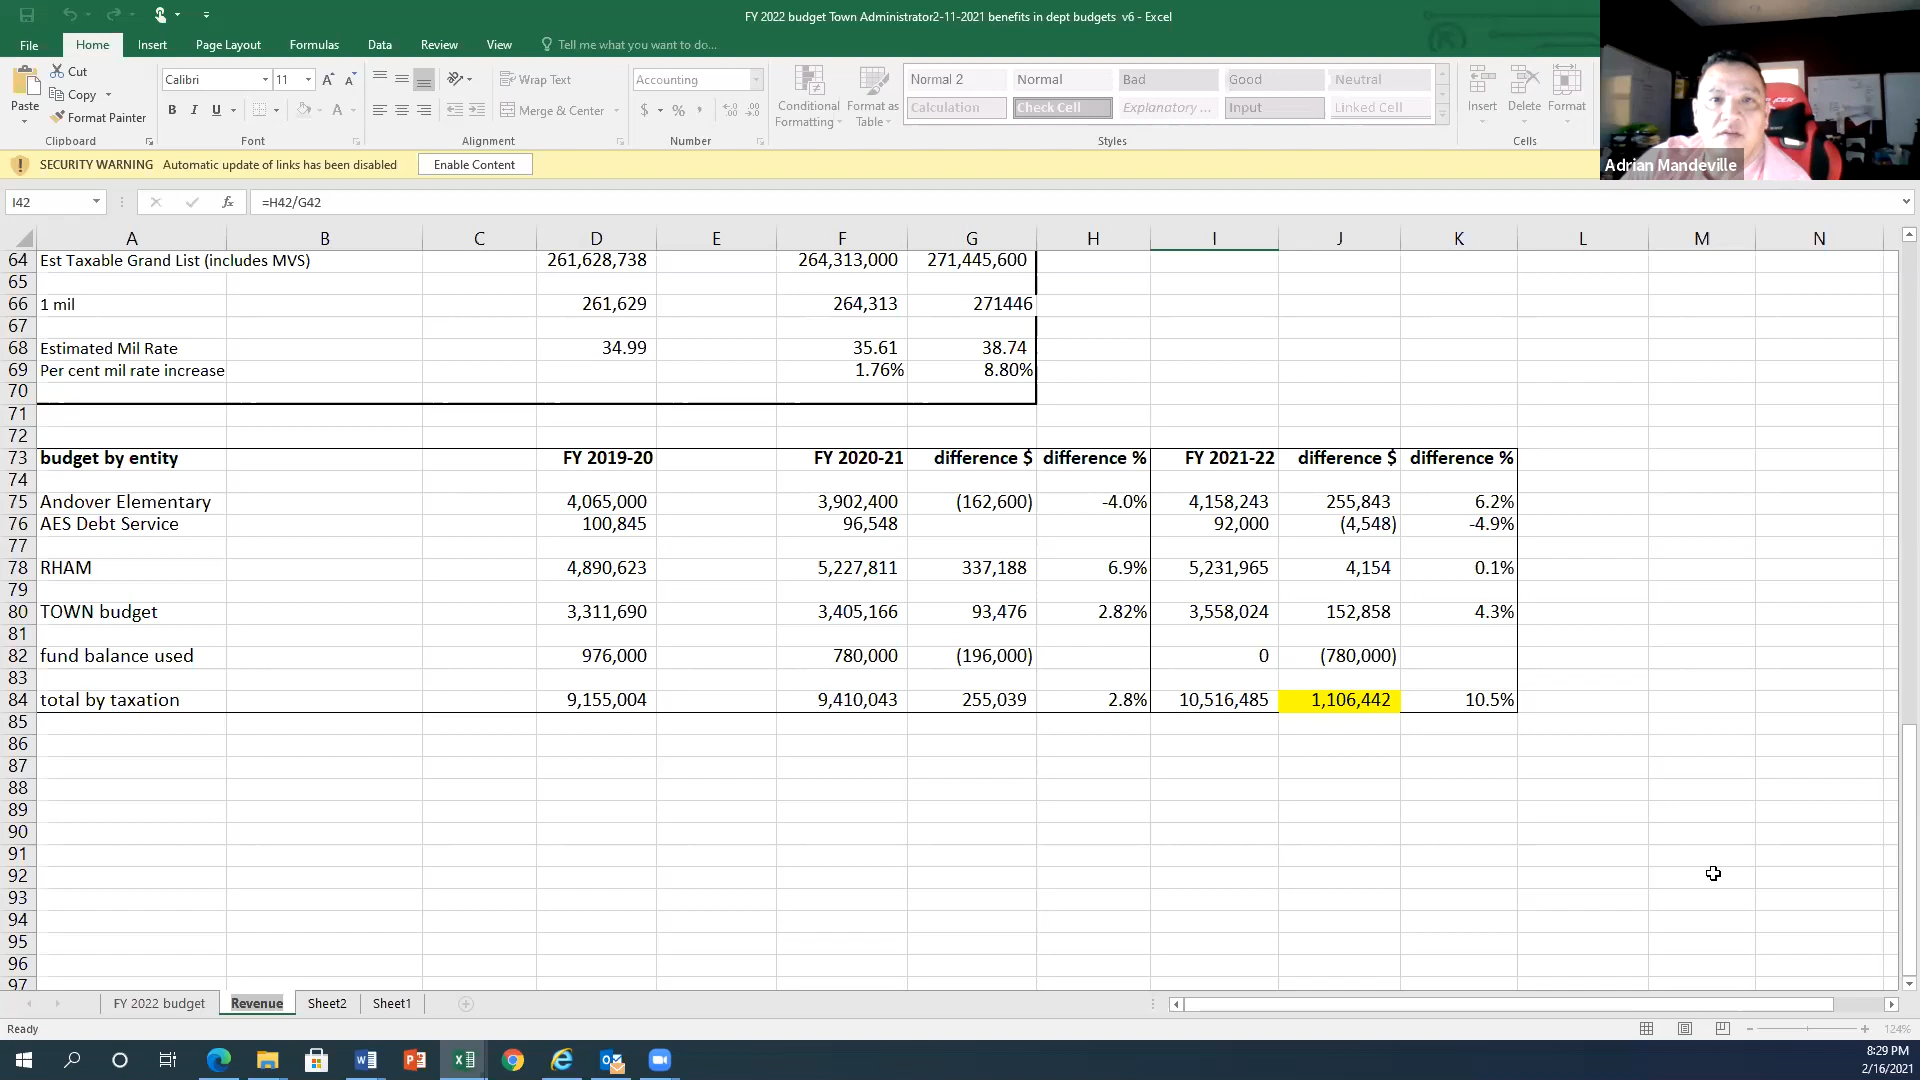 FY 2022 budget Town Administrator2-11-2021 benefits in dept budgets v6 - Excel
File Home Insert Page Layout Formulas Data Review View Tell me what you want to do...
Paste Cut Copy Format Painter Clipboard
Calibri 11 B I U A Font
Wrap Text Merge & Center Alignment
Accounting $ % Number
Conditional Formatting Format as Table
Normal 2 Normal Bad Good Neutral
Calculation Check Cell Explanatory ... Input Linked Cell
Styles
Insert Delete Format
Cells
Adrian Mandeville
SECURITY WARNING Automatic update of links has been disabled Enable Content
I42 fx =H42/G42
A B C D E F G H I J K L M N
64 Est Taxable Grand List (includes MVS) 261,628,738 264,313,000 271,445,600
65
66 1 mil 261,629 264,313 271446
67
68 Estimated Mil Rate 34.99 35.61 38.74
69 Per cent mil rate increase 1.76% 8.80%
70
71
72
73 budget by entity FY 2019-20 FY 2020-21 difference $ difference % FY 2021-22 difference $ difference %
74
75 Andover Elementary 4,065,000 3,902,400 (162,600) -4.0% 4,158,243 255,843 6.2%
76 AES Debt Service 100,845 96,548 92,000 (4,548) -4.9%
77
78 RHAM 4,890,623 5,227,811 337,188 6.9% 5,231,965 4,154 0.1%
79
80 TOWN budget 3,311,690 3,405,166 93,476 2.82% 3,558,024 152,858 4.3%
81
82 fund balance used 976,000 780,000 (196,000) 0 (780,000)
83
84 total by taxation 9,155,004 9,410,043 255,039 2.8% 10,516,485 1,106,442 10.5%
85
86
87
88
89
90
91
92
93
94
95
96
97
FY 2022 budget Revenue Sheet2 Sheet1
Ready 124%
8:29 PM
2/16/2021